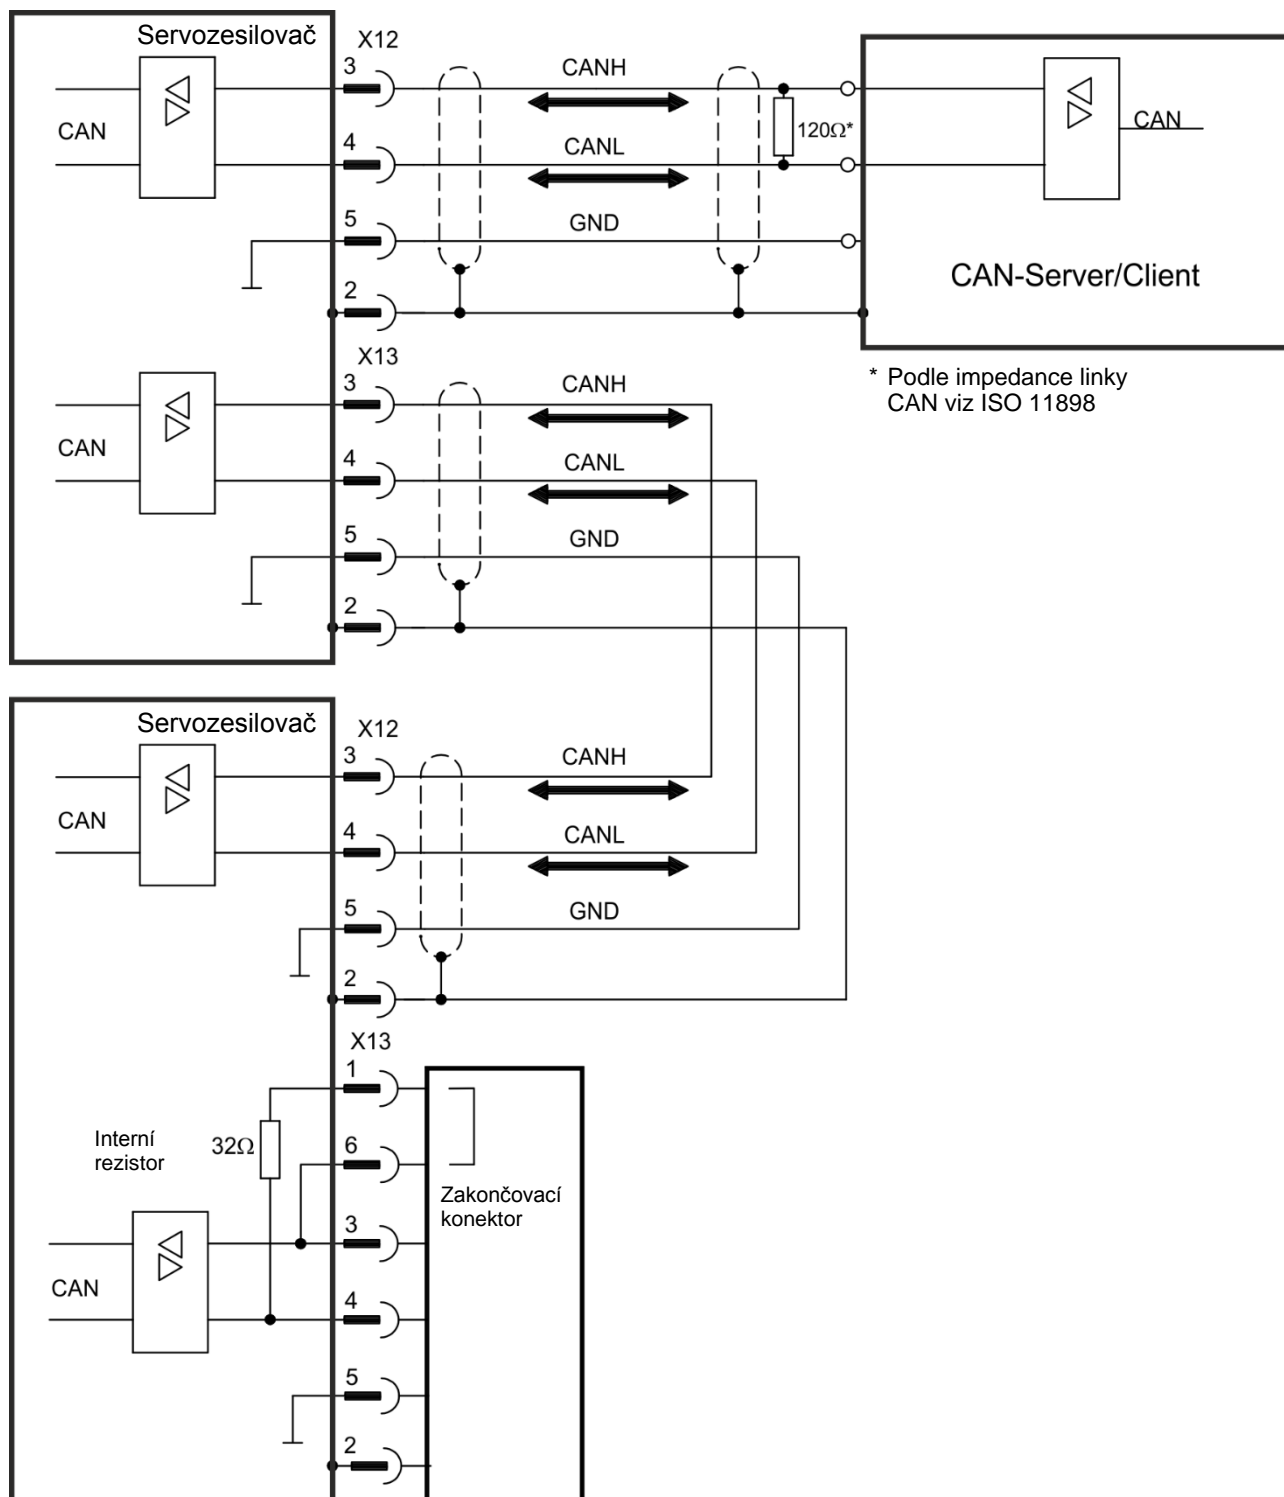 Servozesilovač
X12
3
CANH
CAN
120Ω*
CAN
4
CANL
5
GND
CAN-Server/Client
2
X13
* Podle impedance linky
CAN viz ISO 11898
3
CANH
CAN
4
CANL
5
GND
2
Servozesilovač
X12
3
CANH
CAN
4
CANL
5
GND
2
X13
1
Interní
rezistor
32Ω
6
Zakončovací
konektor
3
CAN
4
5
2